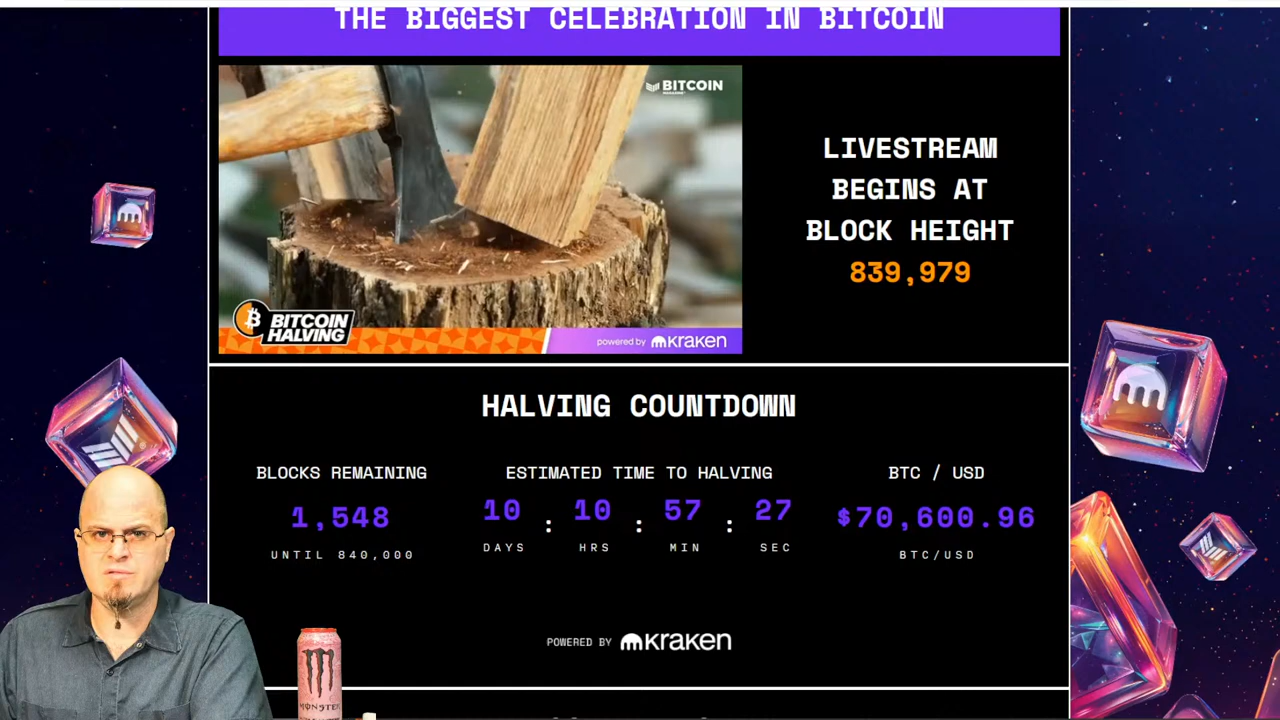 THE BIGGEST CELEBRATION IN BITCOIN
BITCOIN
MAGAZINE
LIVESTREAM
BEGINS AT
BLOCK HEIGHT
839,979
BITCOIN
HALVING
powered by kraken
HALVING COUNTDOWN
BLOCKS REMAINING
1,548
UNTIL 840,000
ESTIMATED TIME TO HALVING
10 : 10 : 57 : 27
DAYS HRS MIN SEC
BTC / USD
$70,600.96
BTC/USD
POWERED BY kraken
MONSTER